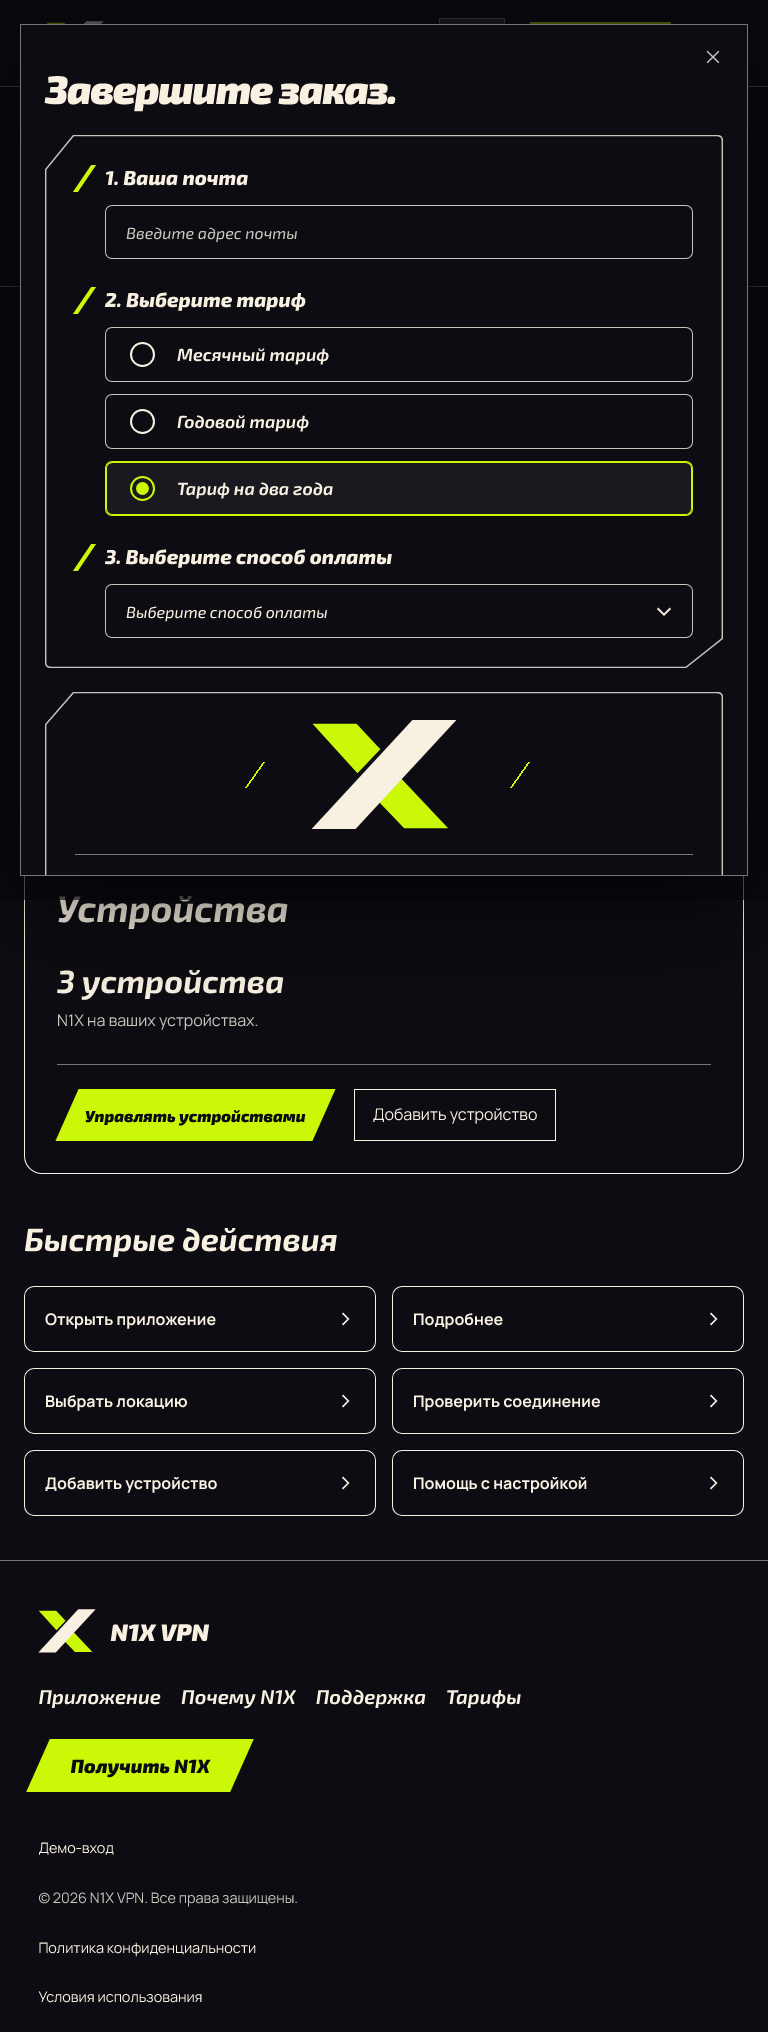 Завершите заказ.
1. Ваша почта
Введите адрес почты
2. Выберите тариф
Месячный тариф
Годовой тариф
Тариф на два года
3. Выберите способ оплаты
Выберите способ оплаты
Устройства
3 устройства
N1X на ваших устройствах.
Управлять устройствами
Добавить устройство
Быстрые действия
Открыть приложение
Подробнее
Выбрать локацию
Проверить соединение
Добавить устройство
Помощь с настройкой
N1X VPN
Приложение Почему N1X Поддержка Тарифы
Получить N1X
Демо-вход
© 2026 N1X VPN. Все права защищены.
Политика конфиденциальности
Условия использования